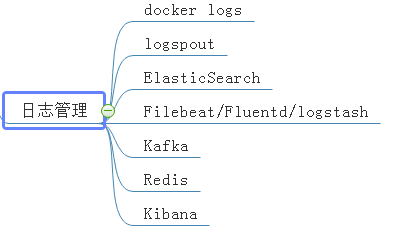 docker logs
logspout
ElasticSearch
日志管理
Filebeat/Fluentd/logstash
Kafka
Redis
Kibana